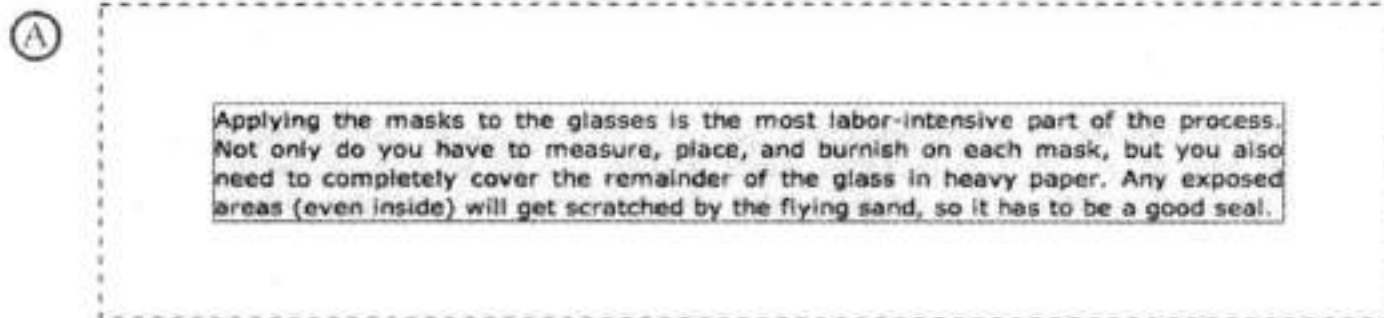 A
Applying the masks to the glasses is the most labor-intensive part of the process.
Not only do you have to measure, place, and burnish on each mask, but you also
need to completely cover the remainder of the glass in heavy paper. Any exposed
areas (even inside) will get scratched by the flying sand, so it has to be a good seal.